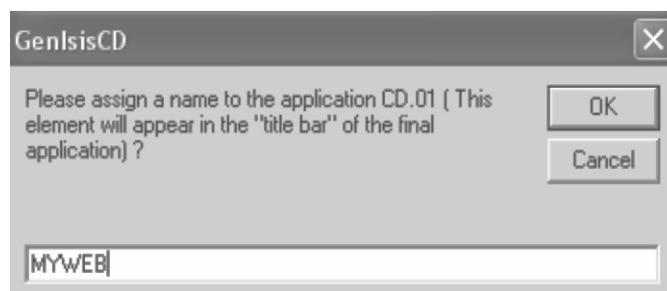 GenIsisCD
Please assign a name to the application CD.01 ( This
element will appear in the "title bar" of the final
application) ?
OK
Cancel
MYWEB